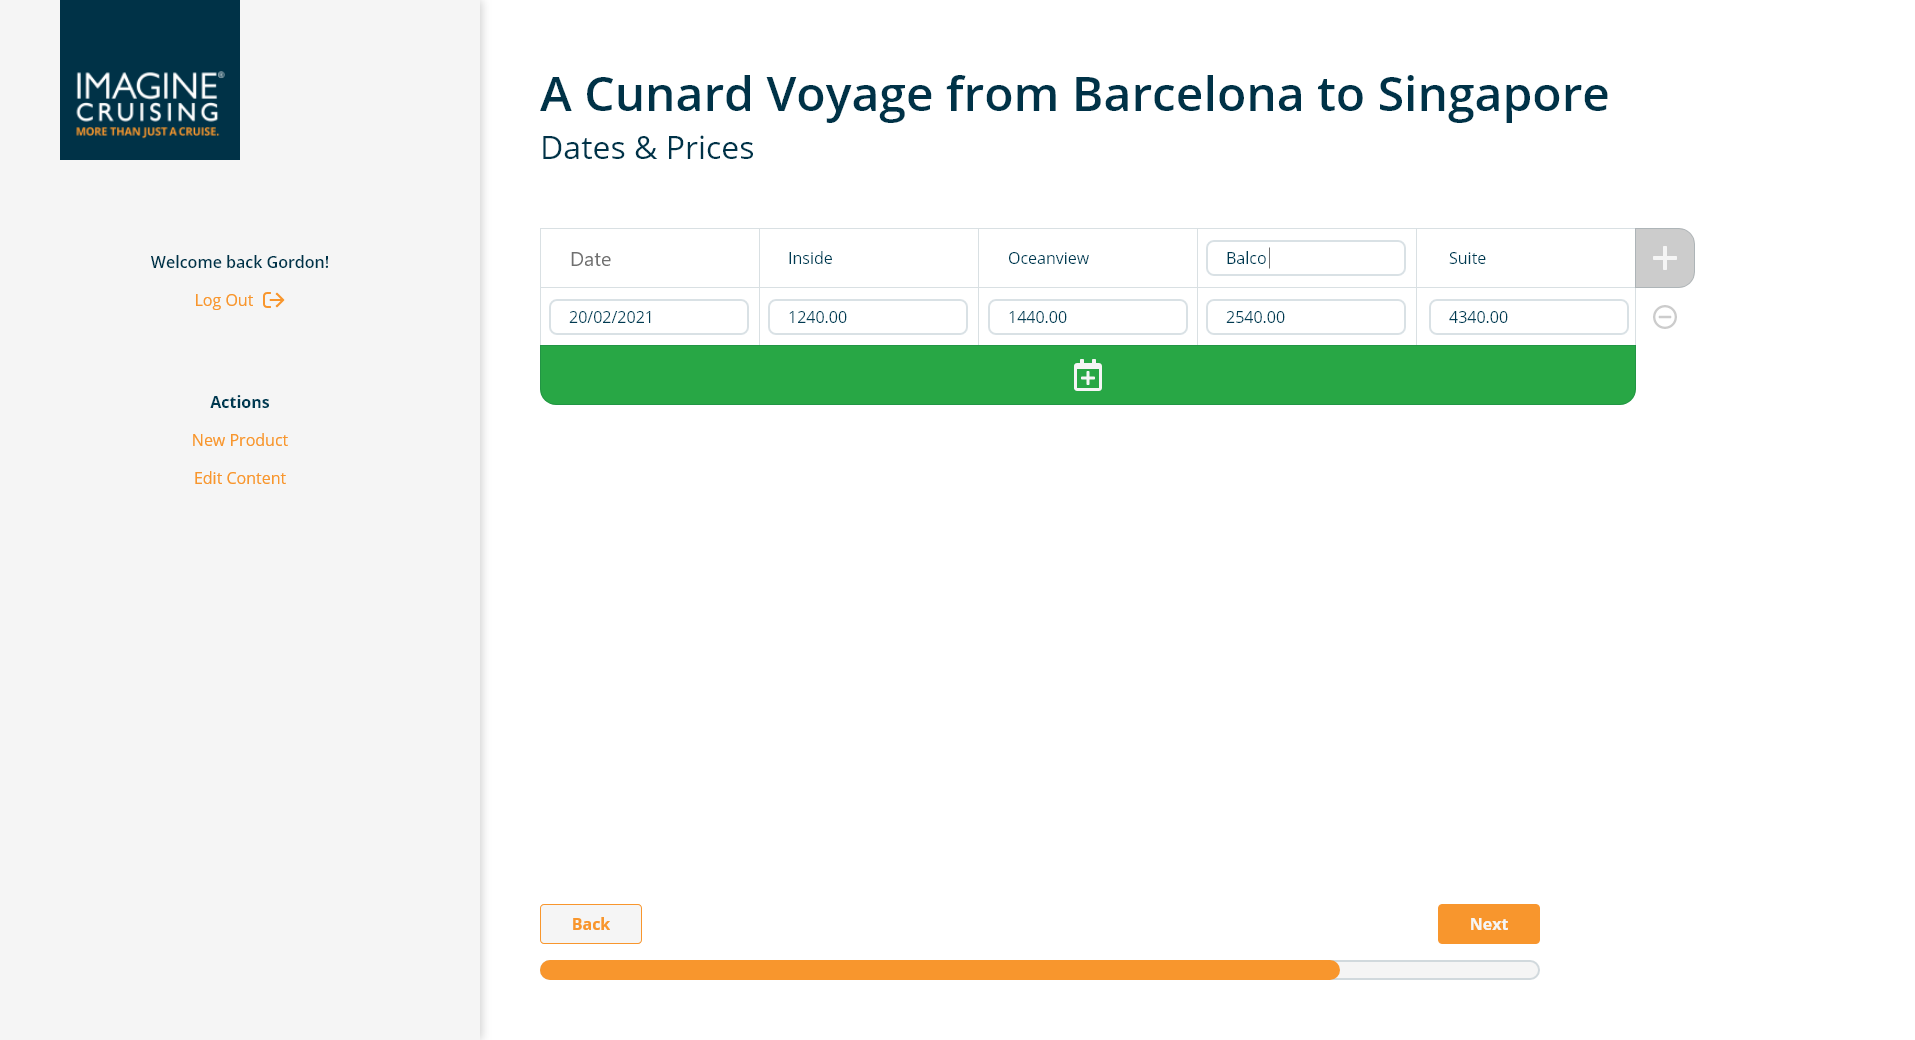 IMAGINE®
CRUISING
MORE THAN JUST A CRUISE.
Welcome back Gordon!
Log Out
Actions
New Product
Edit Content
A Cunard Voyage from Barcelona to Singapore
Dates & Prices
Date Inside Oceanview Balco Suite
20/02/2021 1240.00 1440.00 2540.00 4340.00
Back Next